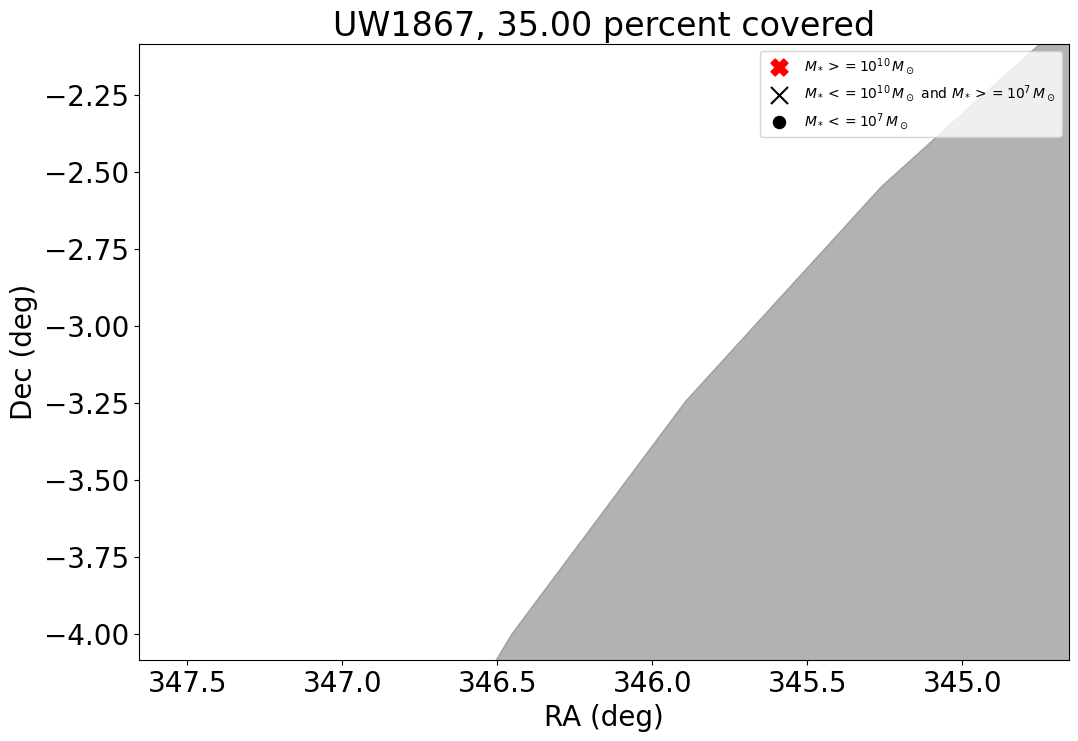 UW1867, 35.00 percent covered
M* >= 10^10 M⊙
M* <= 10^10 M⊙ and M* >= 10^7 M⊙
M* <= 10^7 M⊙
−2.25
−2.50
−2.75
−3.00
−3.25
−3.50
−3.75
−4.00
Dec (deg)
347.5 347.0 346.5 346.0 345.5 345.0
RA (deg)